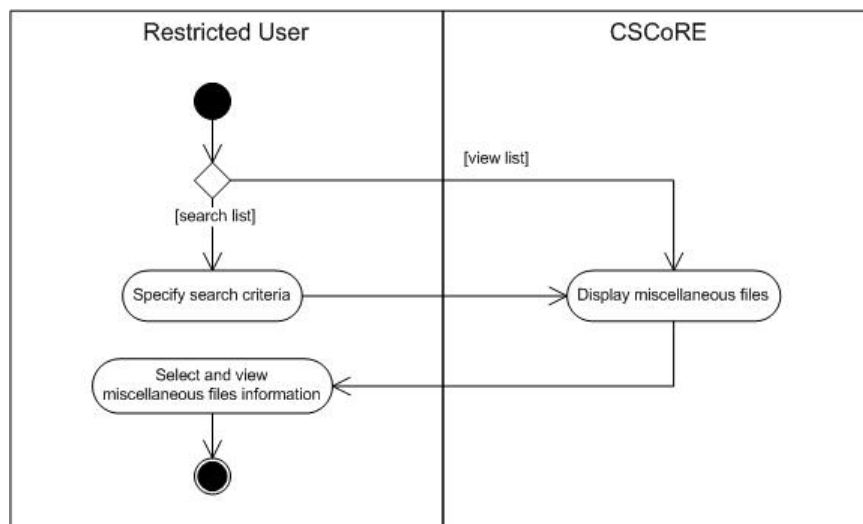 Restricted User
CSCoRE
[view list]
[search list]
Specify search criteria
Display miscellaneous files
Select and view
miscellaneous files information